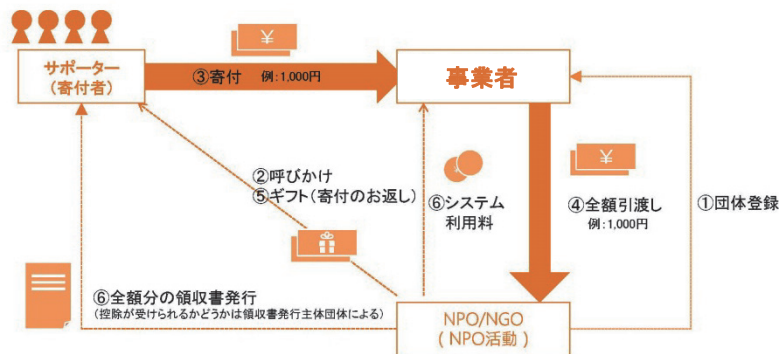 ¥
サポーター
(寄付者)
③寄付 例:1,000円
事業者
②呼びかけ
⑤ギフト(寄付のお返し)
⑥システム
利用料
¥
④全額引渡し
例:1,000円
①団体登録
⑥全額分の領収書発行
(控除が受けられるかどうかは領収書発行主体団体による)
NPO/NGO
(NPO活動)